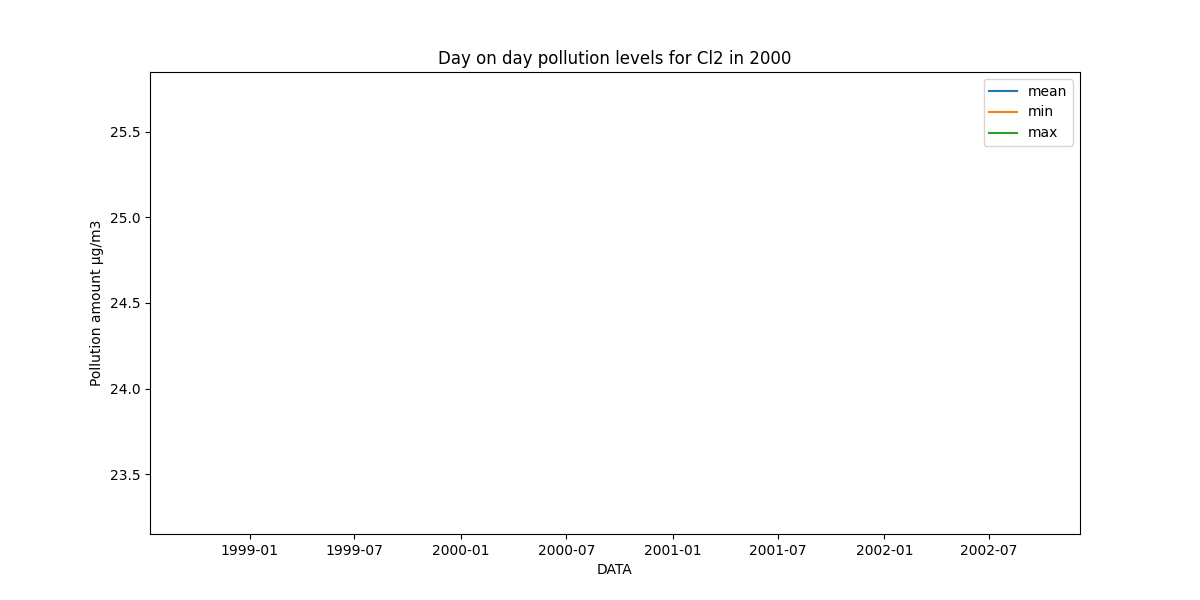 Day on day pollution levels for Cl2 in 2000
mean
min
max
25.5
25.0
24.5
24.0
23.5
Pollution amount µg/m3
1999-01 1999-07 2000-01 2000-07 2001-01 2001-07 2002-01 2002-07
DATA